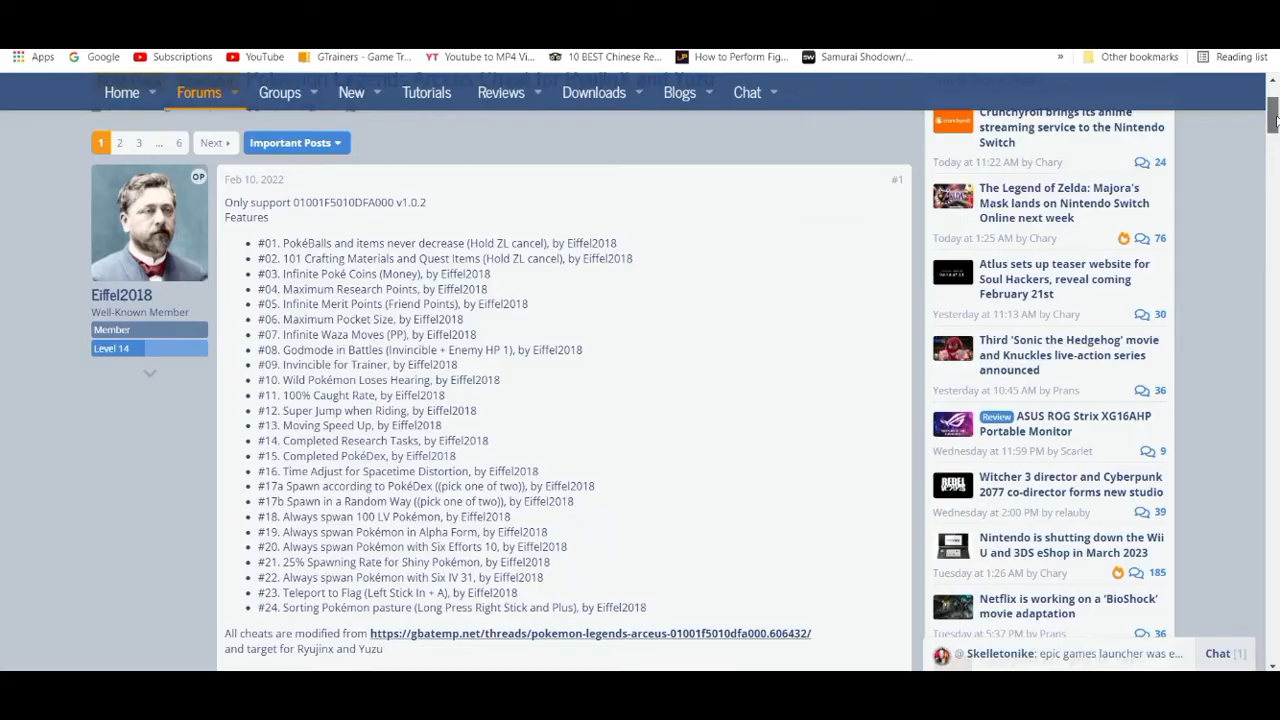 Apps
Google
Subscriptions
YouTube
GTrainers - Game Tr...
Youtube to MP4 Vi...
10 BEST Chinese Re...
How to Perform Fig...
Samurai Shodown/...
»
Other bookmarks
Reading list
Home
Forums
Groups
New
Tutorials
Reviews
Downloads
Blogs
Chat
1
2
3
...
6
Next
Important Posts
OP
Eiffel2018
Well-Known Member
Member
Level 14
Feb 10, 2022
#1
Only support 01001F5010DFA000 v1.0.2
Features
#01. PokéBalls and items never decrease (Hold ZL cancel), by Eiffel2018
#02. 101 Crafting Materials and Quest Items (Hold ZL cancel), by Eiffel2018
#03. Infinite Poké Coins (Money), by Eiffel2018
#04. Maximum Research Points, by Eiffel2018
#05. Infinite Merit Points (Friend Points), by Eiffel2018
#06. Maximum Pocket Size, by Eiffel2018
#07. Infinite Waza Moves (PP), by Eiffel2018
#08. Godmode in Battles (Invincible + Enemy HP 1), by Eiffel2018
#09. Invincible for Trainer, by Eiffel2018
#10. Wild Pokémon Loses Hearing, by Eiffel2018
#11. 100% Caught Rate, by Eiffel2018
#12. Super Jump when Riding, by Eiffel2018
#13. Moving Speed Up, by Eiffel2018
#14. Completed Research Tasks, by Eiffel2018
#15. Completed PokéDex, by Eiffel2018
#16. Time Adjust for Spacetime Distortion, by Eiffel2018
#17a Spawn according to PokéDex ((pick one of two)), by Eiffel2018
#17b Spawn in a Random Way ((pick one of two)), by Eiffel2018
#18. Always spwan 100 LV Pokémon, by Eiffel2018
#19. Always spwan Pokémon in Alpha Form, by Eiffel2018
#20. Always spwan Pokémon with Six Efforts 10, by Eiffel2018
#21. 25% Spawning Rate for Shiny Pokémon, by Eiffel2018
#22. Always spwan Pokémon with Six IV 31, by Eiffel2018
#23. Teleport to Flag (Left Stick In + A), by Eiffel2018
#24. Sorting Pokémon pasture (Long Press Right Stick and Plus), by Eiffel2018
All cheats are modified from https://gbatemp.net/threads/pokemon-legends-arceus-01001f5010dfa000.606432/
and target for Ryujinx and Yuzu
Crunchyroll brings its anime
streaming service to the Nintendo
Switch
Today at 11:22 AM by Chary
24
The Legend of Zelda: Majora's
Mask lands on Nintendo Switch
Online next week
Today at 1:25 AM by Chary
76
Atlus sets up teaser website for
Soul Hackers, reveal coming
February 21st
Yesterday at 11:13 AM by Chary
30
Third 'Sonic the Hedgehog' movie
and Knuckles live-action series
announced
Yesterday at 10:45 AM by Prans
36
Review ASUS ROG Strix XG16AHP
Portable Monitor
Wednesday at 11:59 PM by Scarlet
9
Witcher 3 director and Cyberpunk
2077 co-director forms new studio
Wednesday at 2:00 PM by relauby
39
Nintendo is shutting down the Wii
U and 3DS eShop in March 2023
Tuesday at 1:26 AM by Chary
185
Netflix is working on a 'BioShock'
movie adaptation
Tuesday at 5:37 PM by Prans
36
@ Skelletonike: epic games launcher was e...
Chat [1]